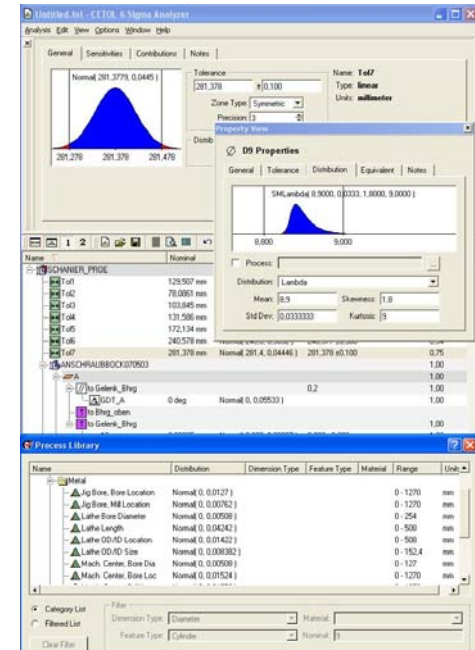 Untitled.tot - CETOL 6 Sigma Analyzer
Analysis Edit View Options Window Help
General Sensitivities Contributions Notes
Normal( 281,3779, 0,0445 )
281,278 281,378 281,478
Tolerance
281,378 ± 0,100
Zone Type: Symmetric
Precision: 3
Name: Tol7
Type: linear
Units: millimeter
Property View
D9 Properties
General Tolerance Distribution Equivalent Notes
SMLambda( 8,9000, 0,0333, 1,8000, 9,0000 )
8,800 9,000
Process:
Distribution: Lambda
Mean: 8,9 Skewness: 1,8
Std Dev: 0,0333333 Kurtosis: 9
1 2
Name Nominal
SCHANIER_PROE
Tol1 129,507 mm
Tol2 78,0861 mm
Tol3 103,845 mm
Tol4 131,586 mm
Tol5 172,134 mm
Tol6 240,578 mm
Tol7 281,378 mm Normal( 281,4, 0,04446 ) 281,378 ±0,100 0,75
ANSCHRAUBBOCK070503 1,00
A 1,00
to Gelenk_Bhrg 0,2 1,00
GDT_A 0 deg Normal( 0, 0,05533 )
to Bhrg_oben
to Gelenk_Bhrg 1,00
Process Library
Name Distribution Dimension Type Feature Type Material Range Units
Metal
Jig Bore, Bore Location Normal( 0, 0,0127 ) 0 - 1270 mm
Jig Bore, Mill Location Normal( 0, 0,00762 ) 0 - 1270 mm
Lathe Bore Diameter Normal( 0, 0,00508 ) 0 - 254 mm
Lathe Length Normal( 0, 0,04242 ) 0 - 508 mm
Lathe OD/ID Location Normal( 0, 0,01422 ) 0 - 508 mm
Lathe OD/ID Size Normal( 0, 0,008382 ) 0 - 152,4 mm
Mach. Center, Bore Dia Normal( 0, 0,00508 ) 0 - 127 mm
Mach. Center, Bore Loc Normal( 0, 0,01524 ) 0 - 1270 mm
Category List
Filtered List
Clear Filter
Filter
Dimension Type: Diameter Material:
Feature Type: Cylinder Nominal: 9